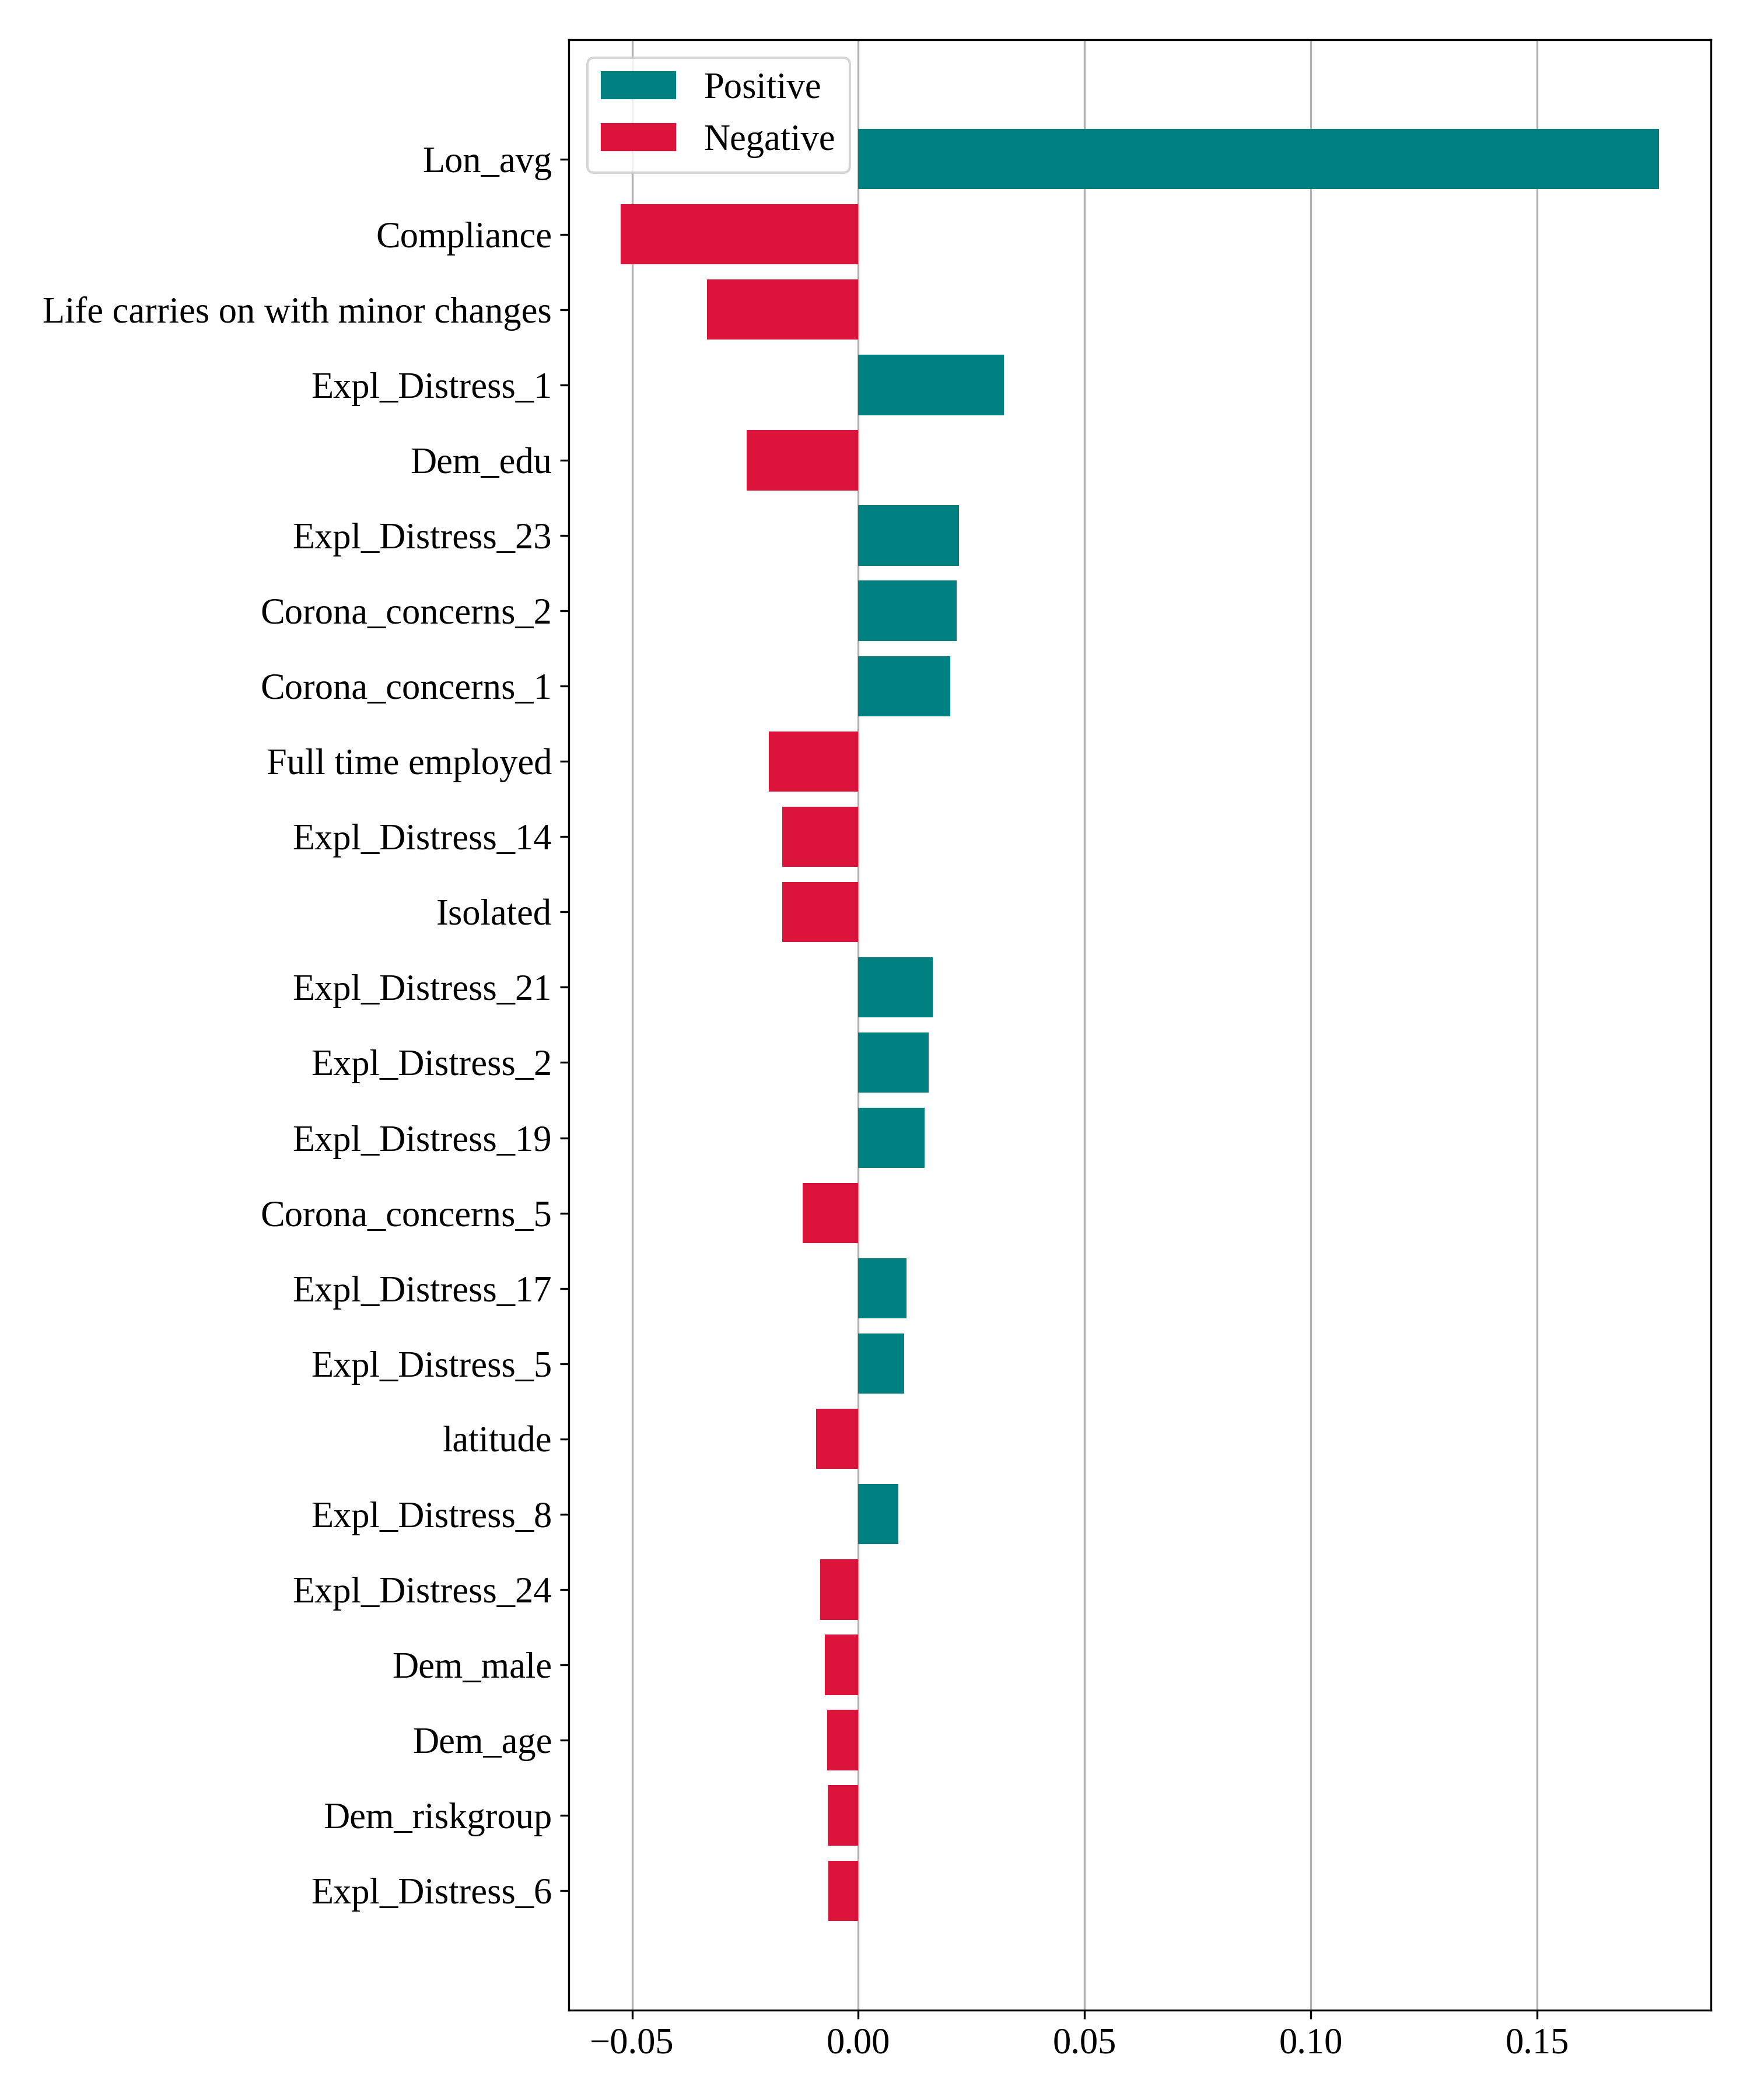 Positive
Negative
Lon_avg
Compliance
Life carries on with minor changes
Expl_Distress_1
Dem_edu
Expl_Distress_23
Corona_concerns_2
Corona_concerns_1
Full time employed
Expl_Distress_14
Isolated
Expl_Distress_21
Expl_Distress_2
Expl_Distress_19
Corona_concerns_5
Expl_Distress_17
Expl_Distress_5
latitude
Expl_Distress_8
Expl_Distress_24
Dem_male
Dem_age
Dem_riskgroup
Expl_Distress_6
−0.05 0.00 0.05 0.10 0.15